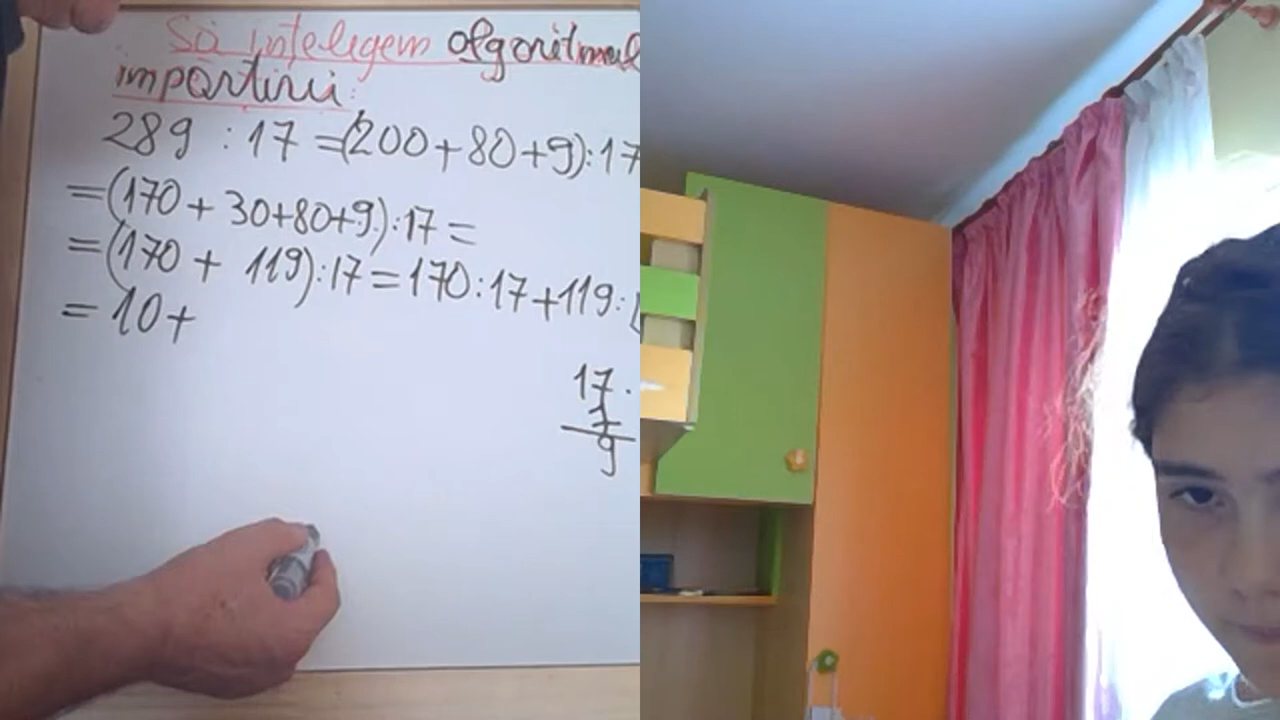 Să înțelegem algoritmul
împărțirii:
289 : 17 =(200+80+9):17
=(170+30+80+9):17=
=(170+119):17=170:17+119:
=10+
17.
9